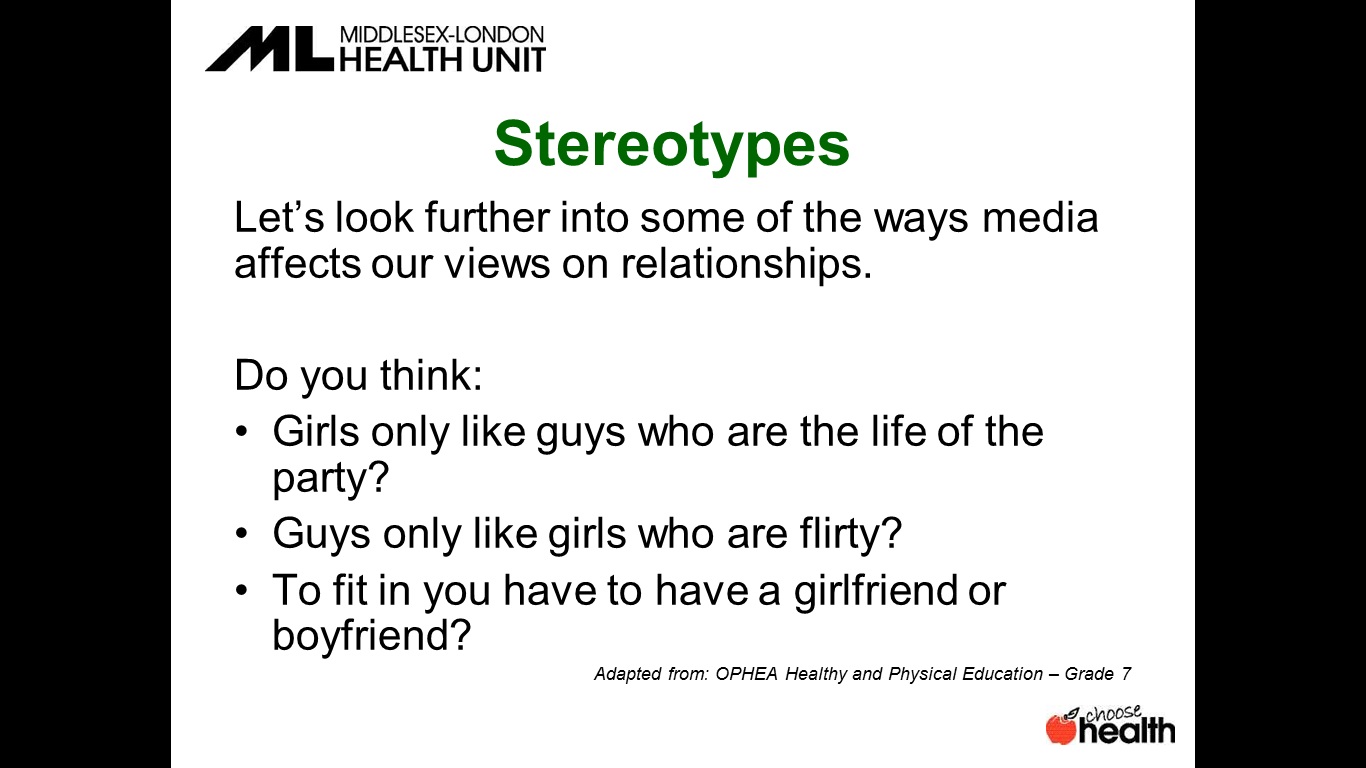 MIDDLESEX-LONDON
HEALTH UNIT
Stereotypes
Let’s look further into some of the ways media
affects our views on relationships.
Do you think:
• Girls only like guys who are the life of the
party?
• Guys only like girls who are flirty?
• To fit in you have to have a girlfriend or
boyfriend?
Adapted from: OPHEA Healthy and Physical Education – Grade 7
choose
health